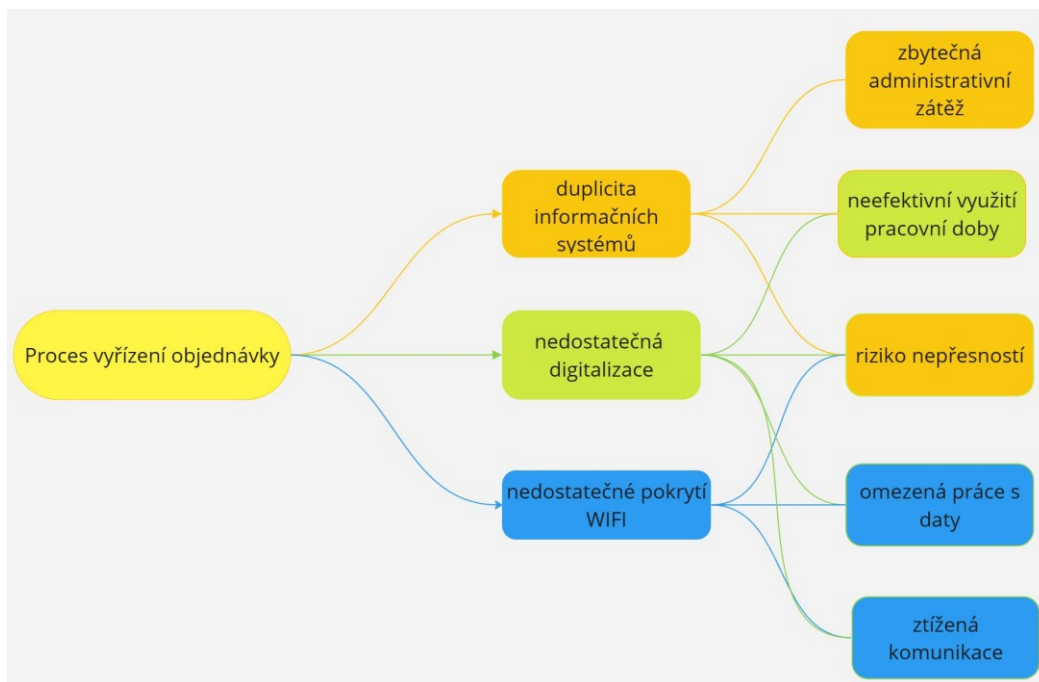 Proces vyřízení objednávky
duplicita
informačních
systémů
nedostatečná
digitalizace
nedostatečné pokrytí
WIFI
zbytečná
administrativní
zátěž
neefektivní využití
pracovní doby
riziko nepřesností
omezená práce s
daty
ztížená
komunikace